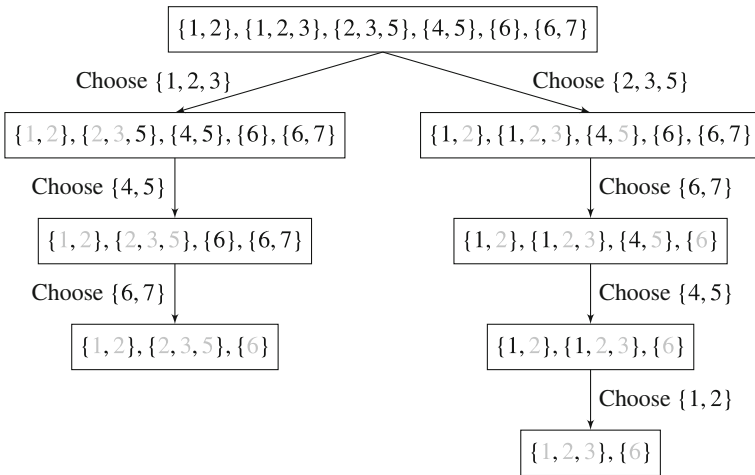 {1, 2}, {1, 2, 3}, {2, 3, 5}, {4, 5}, {6}, {6, 7}
Choose {1, 2, 3}
Choose {2, 3, 5}
{1, 2}, {2, 3, 5}, {4, 5}, {6}, {6, 7}
{1, 2}, {1, 2, 3}, {4, 5}, {6}, {6, 7}
Choose {4, 5}
Choose {6, 7}
{1, 2}, {2, 3, 5}, {6}, {6, 7}
{1, 2}, {1, 2, 3}, {4, 5}, {6}
Choose {6, 7}
Choose {4, 5}
{1, 2}, {2, 3, 5}, {6}
{1, 2}, {1, 2, 3}, {6}
Choose {1, 2}
{1, 2, 3}, {6}